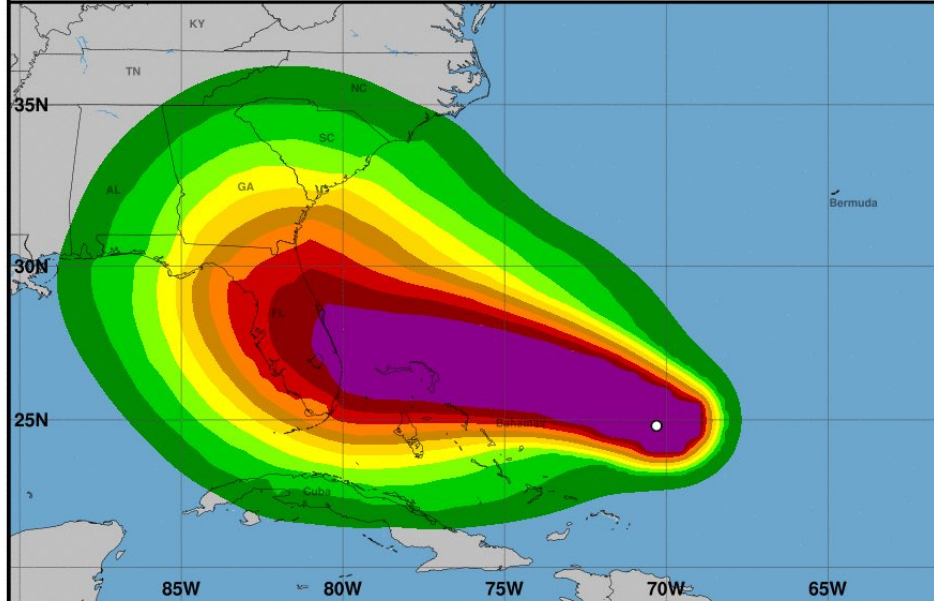 KY
TN
NC
35N
SC
AL
GA
Bermuda
30N
FL
25N
Bahamas
Cuba
85W
80W
75W
70W
65W